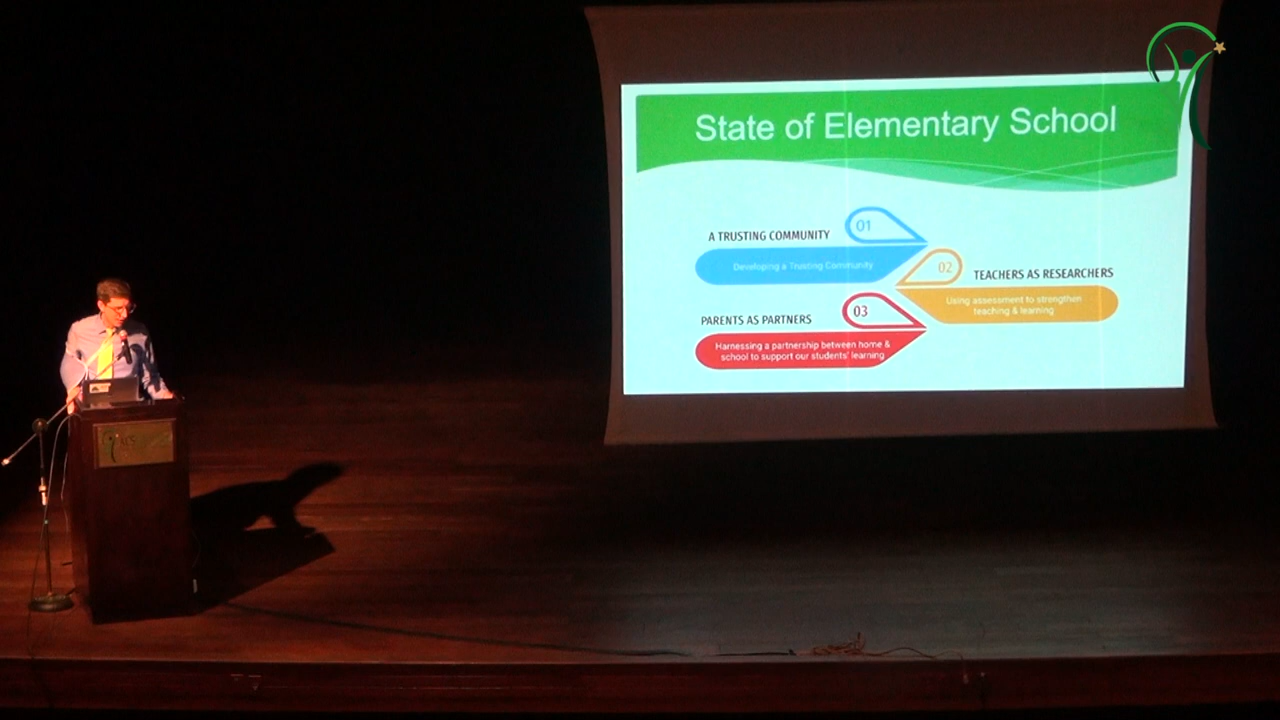 State of Elementary School
01
A TRUSTING COMMUNITY
Developing a Trusting Community
02
TEACHERS AS RESEARCHERS
Using assessment to strengthen
teaching & learning
03
PARENTS AS PARTNERS
Harnessing a partnership between home &
school to support our students' learning
ACS